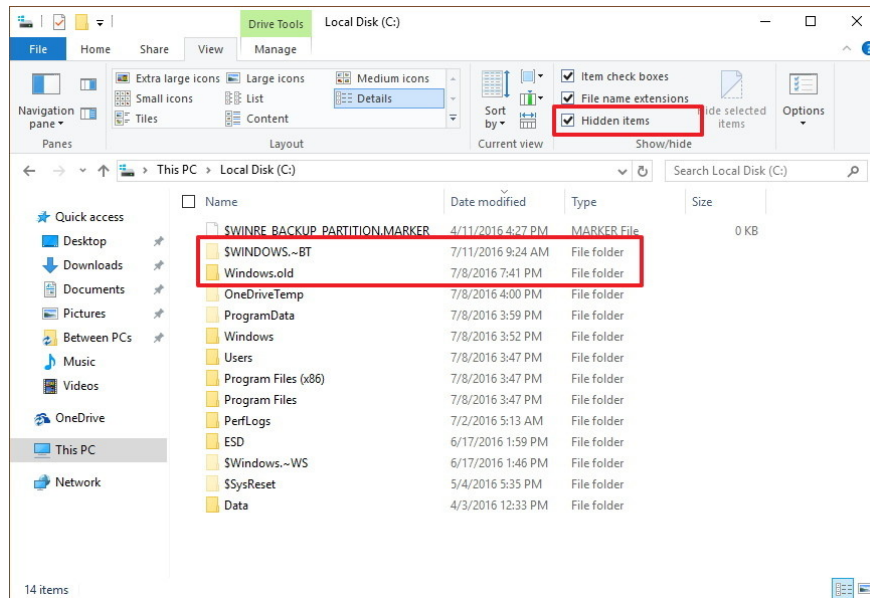 Drive Tools Local Disk (C:)
File Home Share View Manage
Navigation pane
Extra large icons Large icons Medium icons
Small icons List Details
Tiles Content
Sort by
Item check boxes
File name extensions
Hidden items
selected items
Options
Panes Layout Current view Show/hide
This PC > Local Disk (C:) Search Local Disk (C:)
Quick access
Desktop
Downloads
Documents
Pictures
Between PCs
Music
Videos
OneDrive
This PC
Network
Name Date modified Type Size
$WINRE_BACKUP_PARTITION.MARKER 4/11/2016 4:27 PM MARKER File 0 KB
$WINDOWS.~BT 7/11/2016 9:24 AM File folder
Windows.old 7/8/2016 7:41 PM File folder
OneDriveTemp 7/8/2016 4:00 PM File folder
ProgramData 7/8/2016 3:59 PM File folder
Windows 7/8/2016 3:52 PM File folder
Users 7/8/2016 3:47 PM File folder
Program Files (x86) 7/8/2016 3:47 PM File folder
Program Files 7/8/2016 3:47 PM File folder
PerfLogs 7/2/2016 5:13 AM File folder
ESD 6/17/2016 1:59 PM File folder
$Windows.~WS 6/17/2016 1:46 PM File folder
$SysReset 5/4/2016 5:35 PM File folder
Data 4/3/2016 12:33 PM File folder
14 items